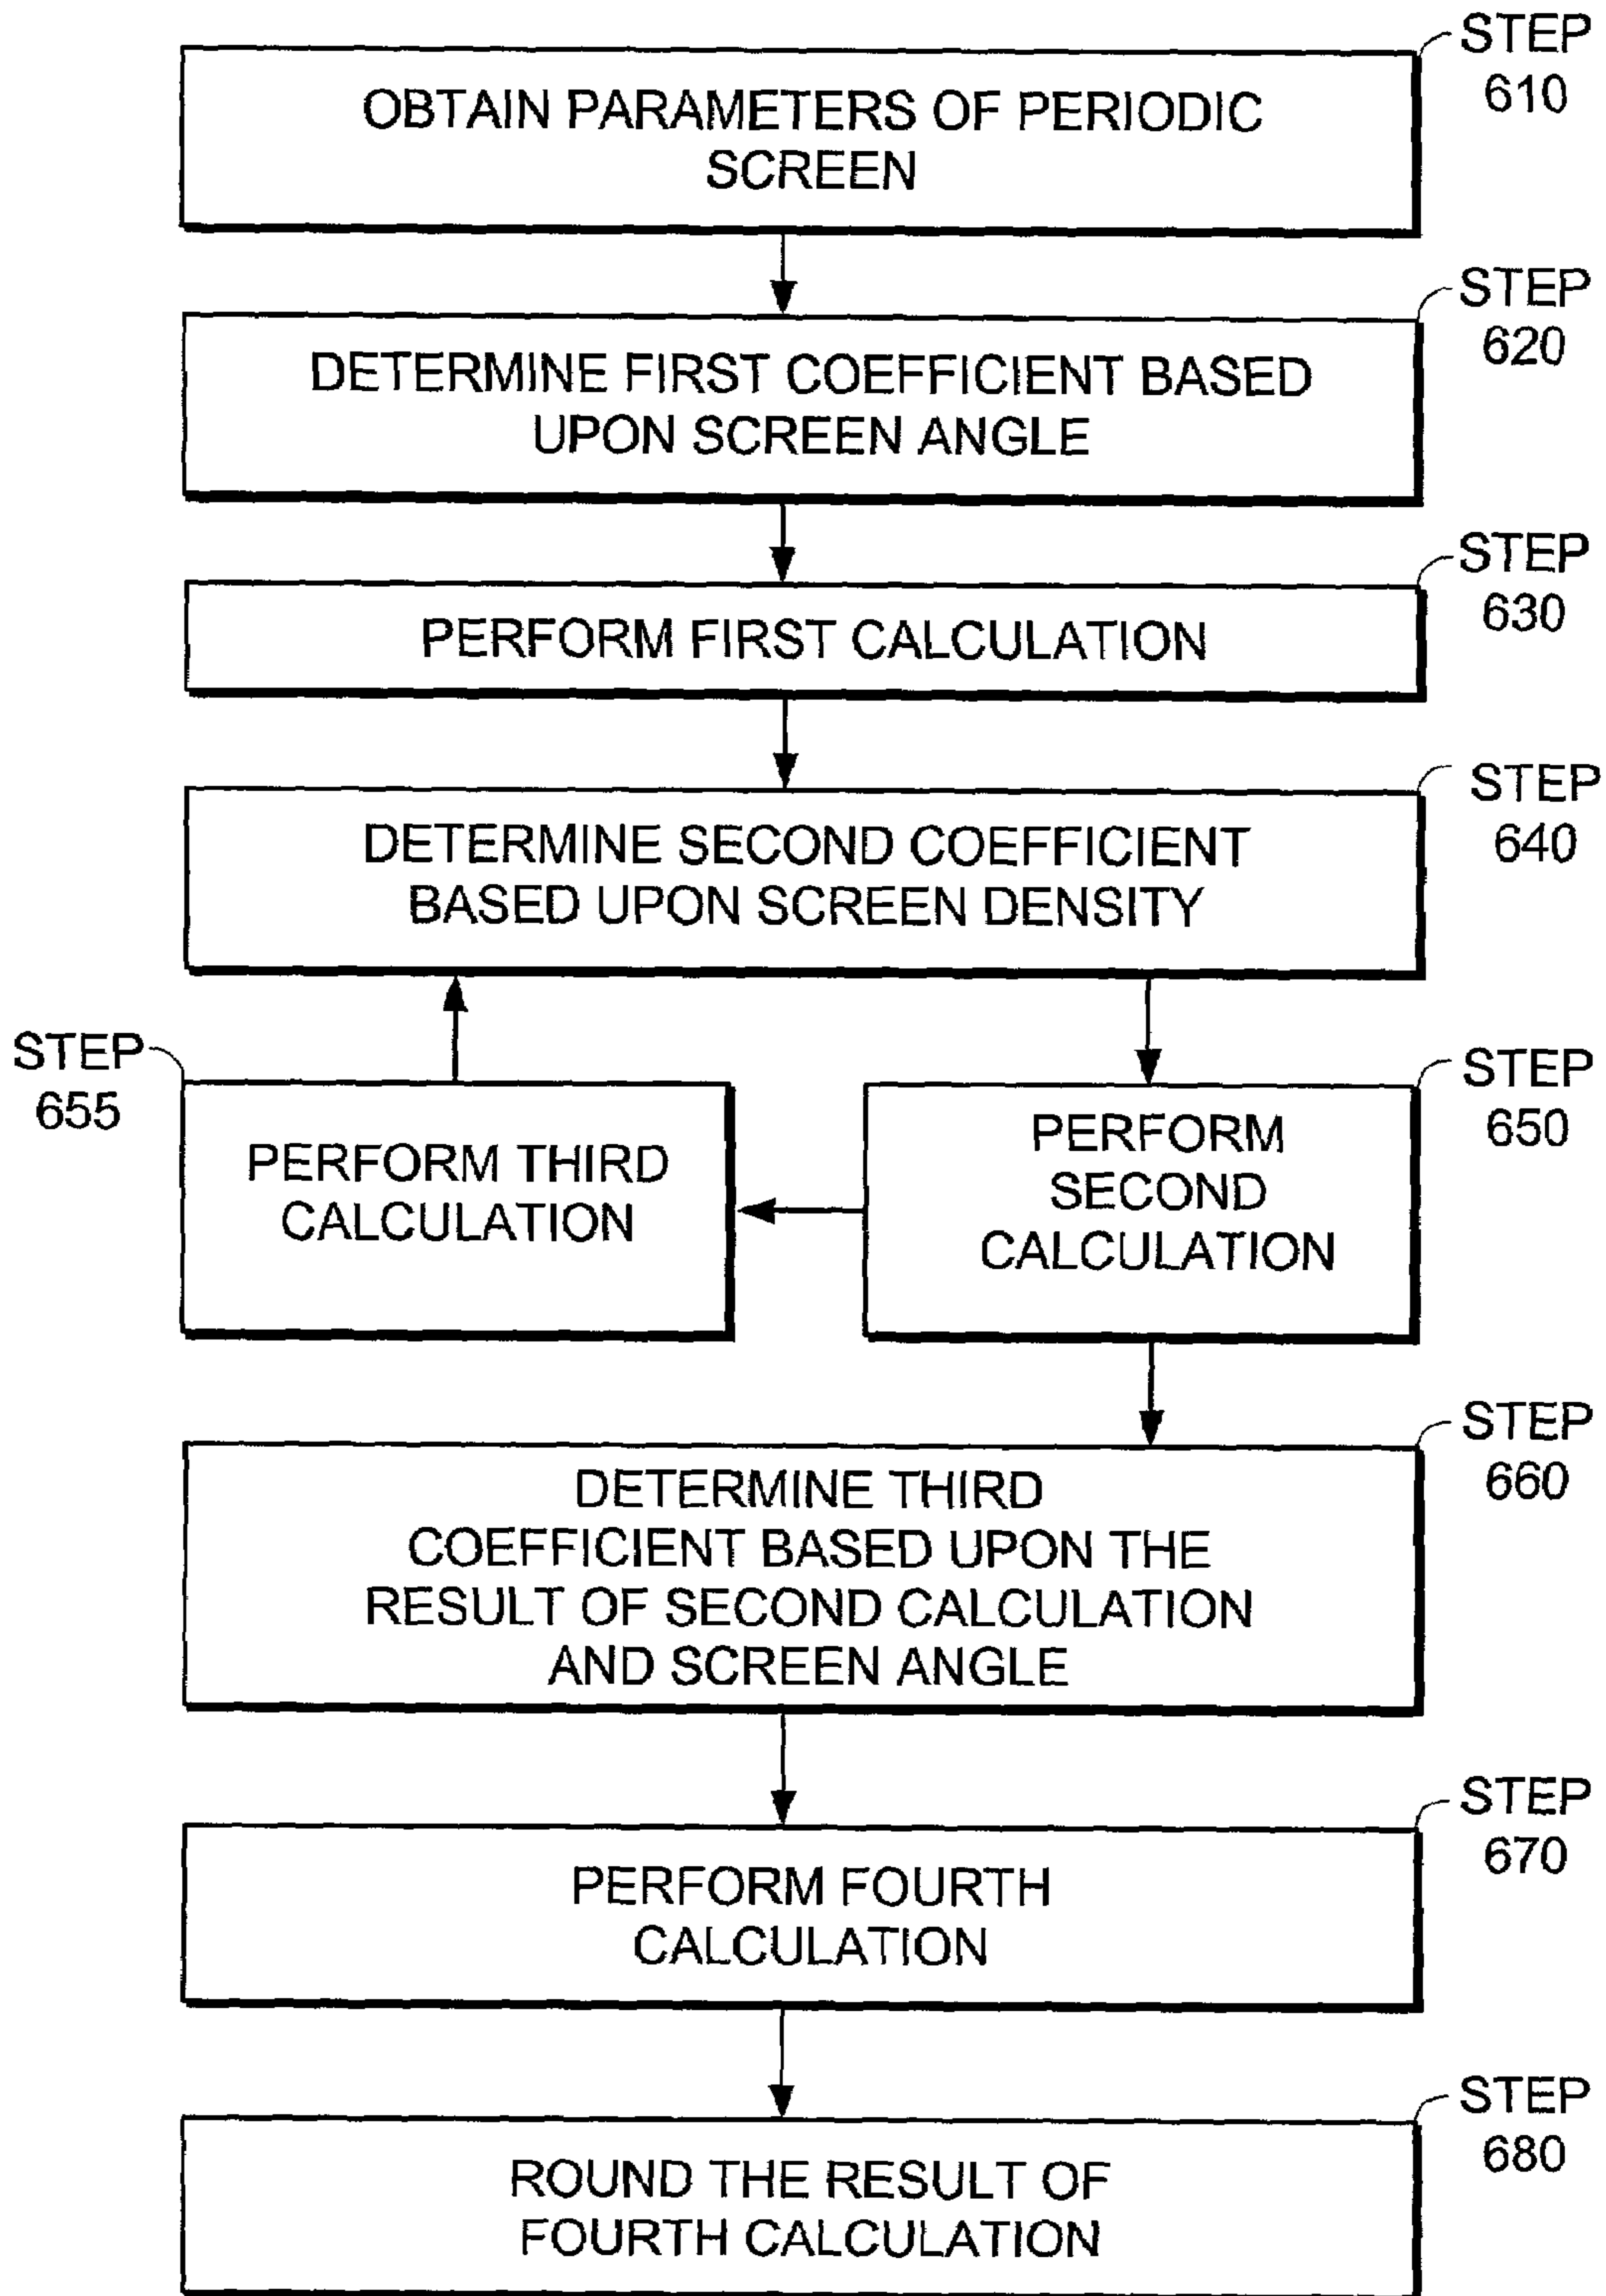 STEP
610
OBTAIN PARAMETERS OF PERIODIC
SCREEN
STEP
620
DETERMINE FIRST COEFFICIENT BASED
UPON SCREEN ANGLE
STEP
630
PERFORM FIRST CALCULATION
STEP
640
DETERMINE SECOND COEFFICIENT
BASED UPON SCREEN DENSITY
STEP
655
PERFORM THIRD
CALCULATION
STEP
650
PERFORM
SECOND
CALCULATION
STEP
660
DETERMINE THIRD
COEFFICIENT BASED UPON THE
RESULT OF SECOND CALCULATION
AND SCREEN ANGLE
STEP
670
PERFORM FOURTH
CALCULATION
STEP
680
ROUND THE RESULT OF
FOURTH CALCULATION